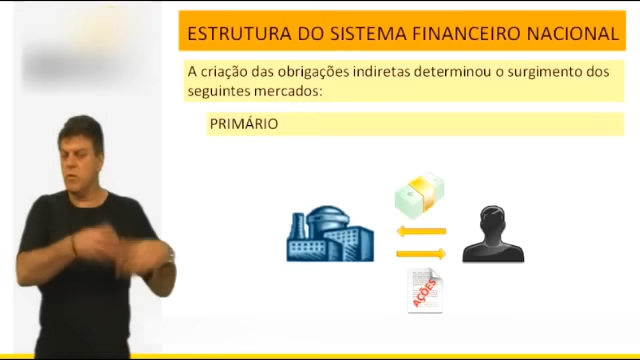 ESTRUTURA DO SISTEMA FINANCEIRO NACIONAL
A criação das obrigações indiretas determinou o surgimento dos
seguintes mercados:
PRIMÁRIO
AÇÕES